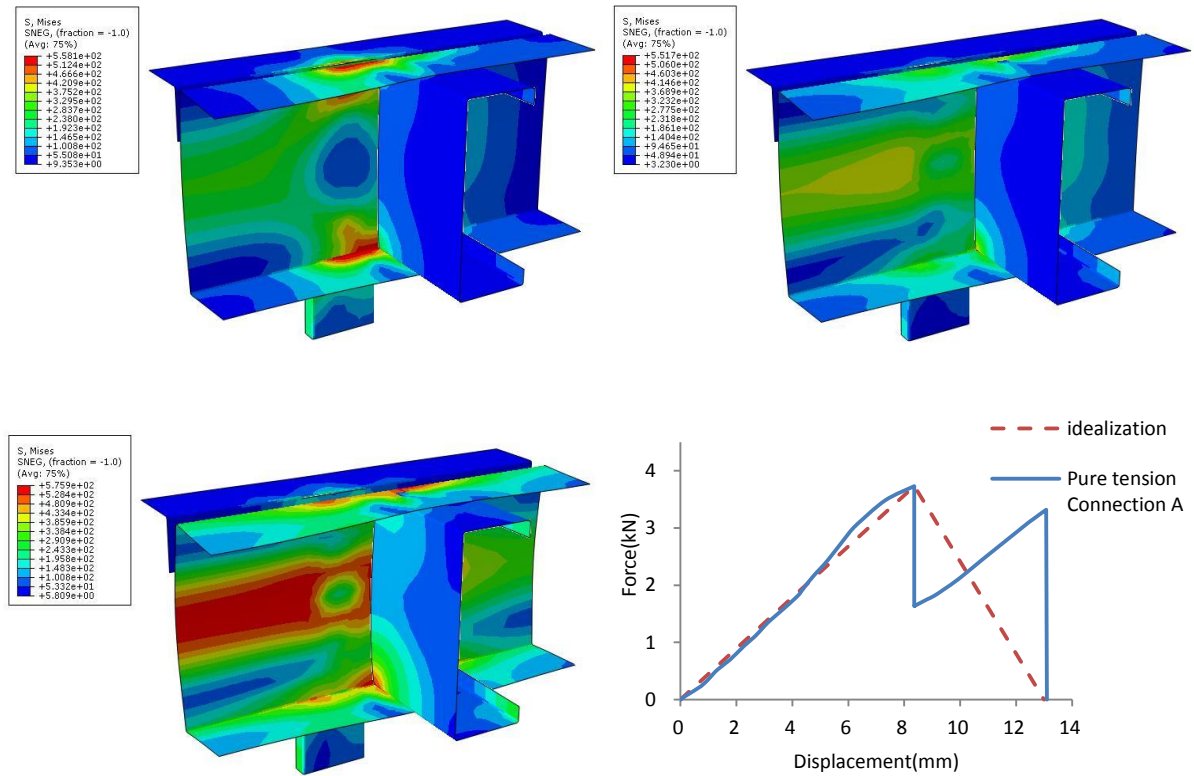 S, Mises
SNEG, (fraction = -1.0)
(Avg: 75%)
+5.581e+02
+5.124e+02
+4.666e+02
+4.209e+02
+3.752e+02
+3.295e+02
+2.837e+02
+2.380e+02
+1.923e+02
+1.465e+02
+1.008e+02
+5.508e+01
+9.353e+00
S, Mises
SNEG, (fraction = -1.0)
(Avg: 75%)
+5.517e+02
+5.060e+02
+4.603e+02
+4.146e+02
+3.689e+02
+3.232e+02
+2.775e+02
+2.318e+02
+1.861e+02
+1.404e+02
+9.465e+01
+4.894e+01
+3.230e+00
S, Mises
SNEG, (fraction = -1.0)
(Avg: 75%)
+5.759e+02
+5.284e+02
+4.809e+02
+4.334e+02
+3.859e+02
+3.384e+02
+2.909e+02
+2.433e+02
+1.958e+02
+1.483e+02
+1.008e+02
+5.332e+01
+5.809e+00
idealization
Pure tension
Connection A
Force(kN)
4
3
2
1
0
0 2 4 6 8 10 12 14
Displacement(mm)